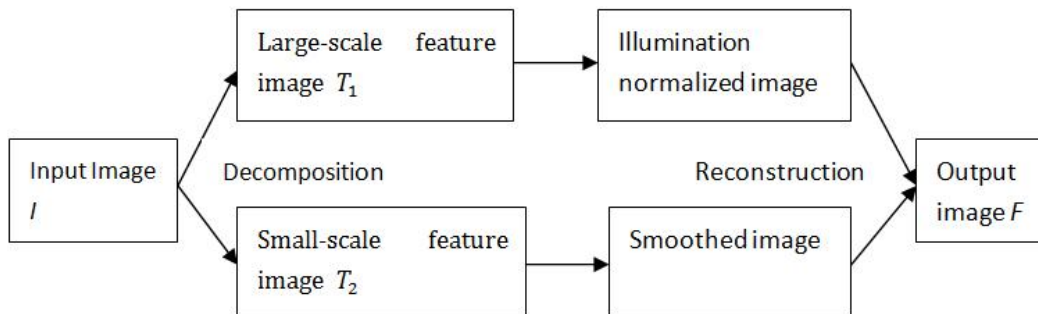 Large-scale feature
image T₁
Illumination
normalized image
Input Image
I
Decomposition
Reconstruction
Output
image F
Small-scale feature
image T₂
Smoothed image